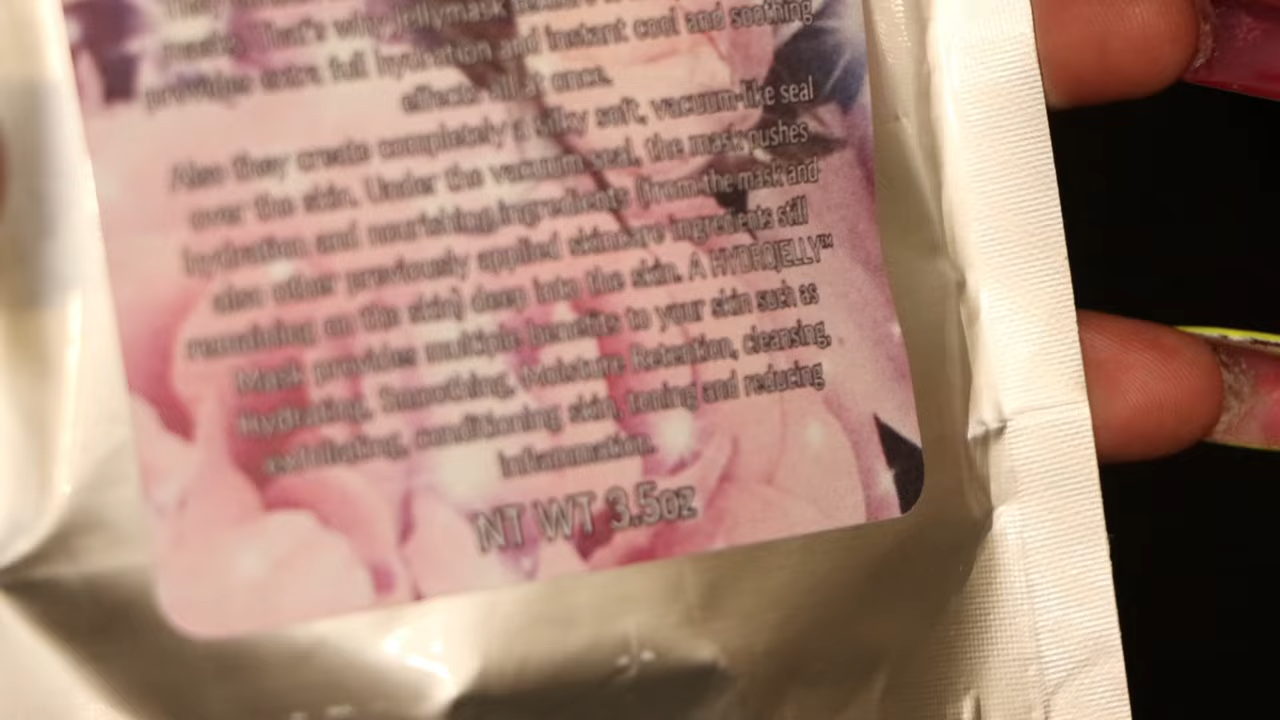 That's why jellymask
provides extra full hydration and instant cool and soothing
effects all at once.
Also they create completely a silky soft, vacuum-like seal
over the skin. Under the vacuum seal, the mask pushes
hydration and nourishing ingredients (from the mask and
also other previously applied skincare ingredients still
remaining on the skin) deep into the skin. A HYDROJELLY™
Mask provides multiple benefits to your skin such as
Hydrating, Smoothing, Moisture Retention, cleansing,
exfoliating, conditioning skin, toning and reducing
Inflammation.
NT WT 3.5oz